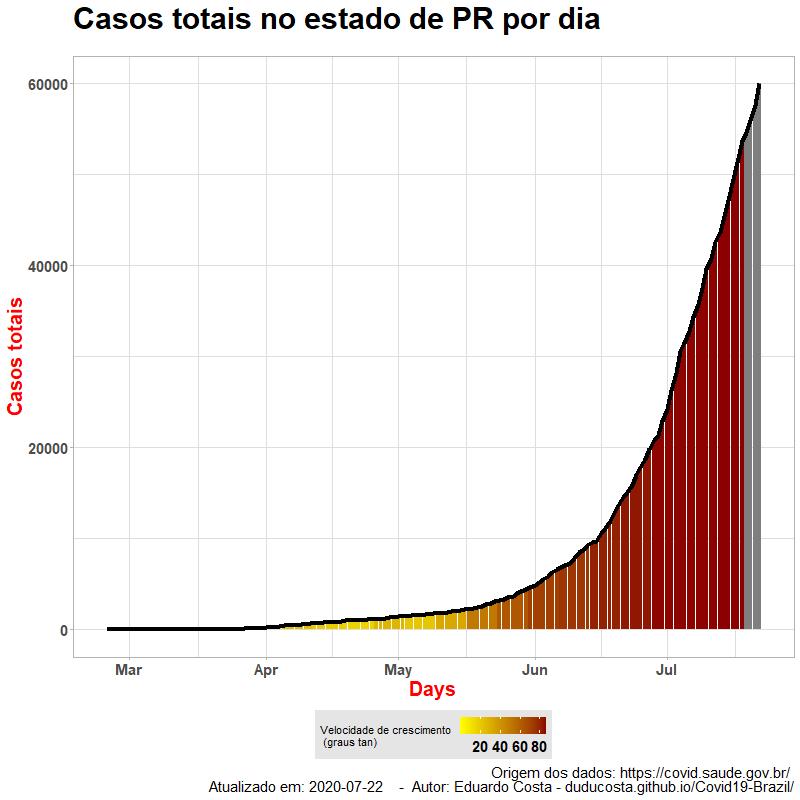 Casos totais no estado de PR por dia
Casos totais
60000
40000
20000
0
Mar Apr May Jun Jul
Days
Velocidade de crescimento
(graus tan)
20 40 60 80
Origem dos dados: https://covid.saude.gov.br/
Atualizado em: 2020-07-22 - Autor: Eduardo Costa - duducosta.github.io/Covid19-Brazil/